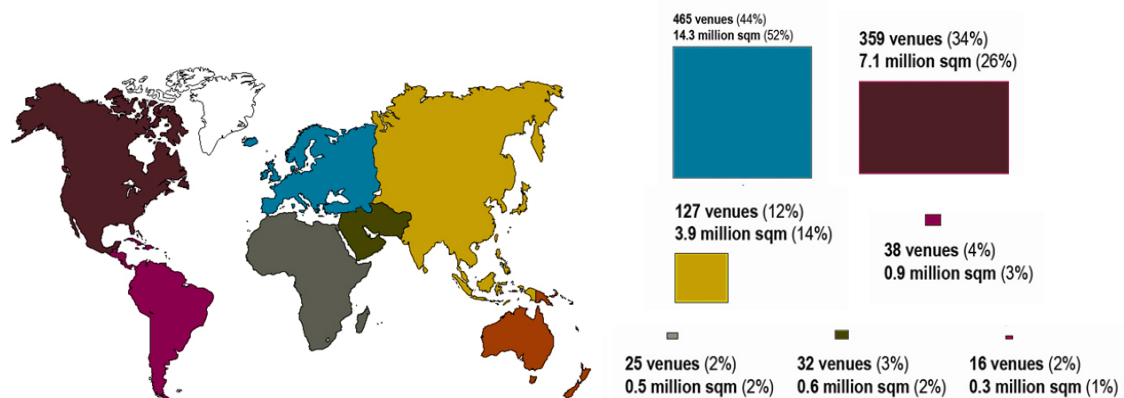 465 venues (44%)
14.3 million sqm (52%)
359 venues (34%)
7.1 million sqm (26%)
127 venues (12%)
3.9 million sqm (14%)
38 venues (4%)
0.9 million sqm (3%)
25 venues (2%)
0.5 million sqm (2%)
32 venues (3%)
0.6 million sqm (2%)
16 venues (2%)
0.3 million sqm (1%)